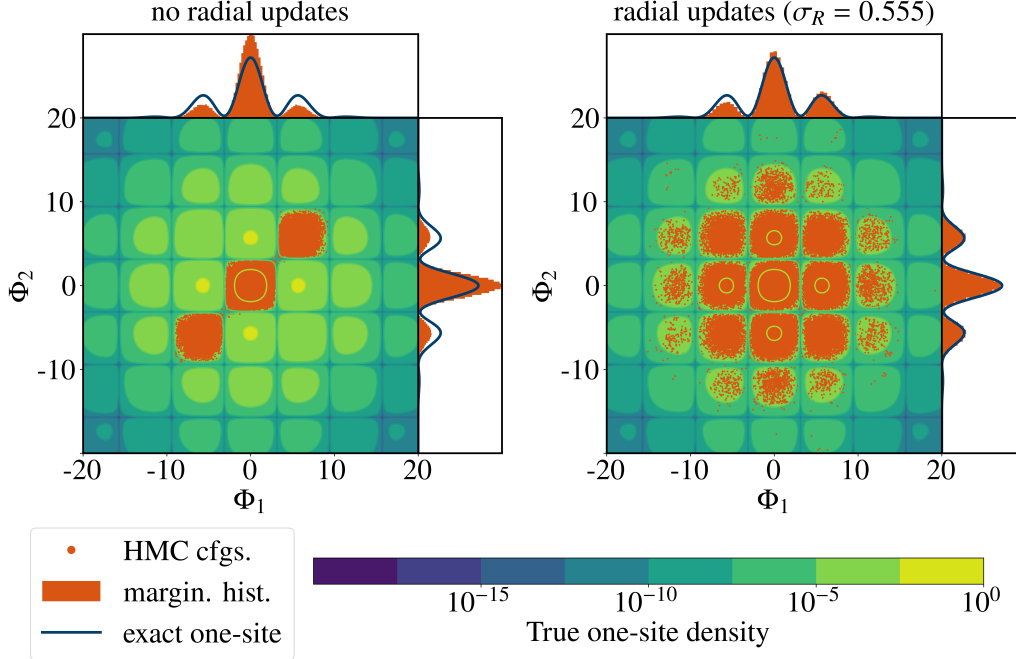 no radial updates
radial updates (σ_R = 0.555)
20
10
0
-10
Φ₂
-20
-10
0
10
20
Φ₁
20
10
0
-10
Φ₂
-20
-10
0
10
20
Φ₁
HMC cfgs.
margin. hist.
exact one-site
10⁻¹⁵
10⁻¹⁰
10⁻⁵
10⁰
True one-site density